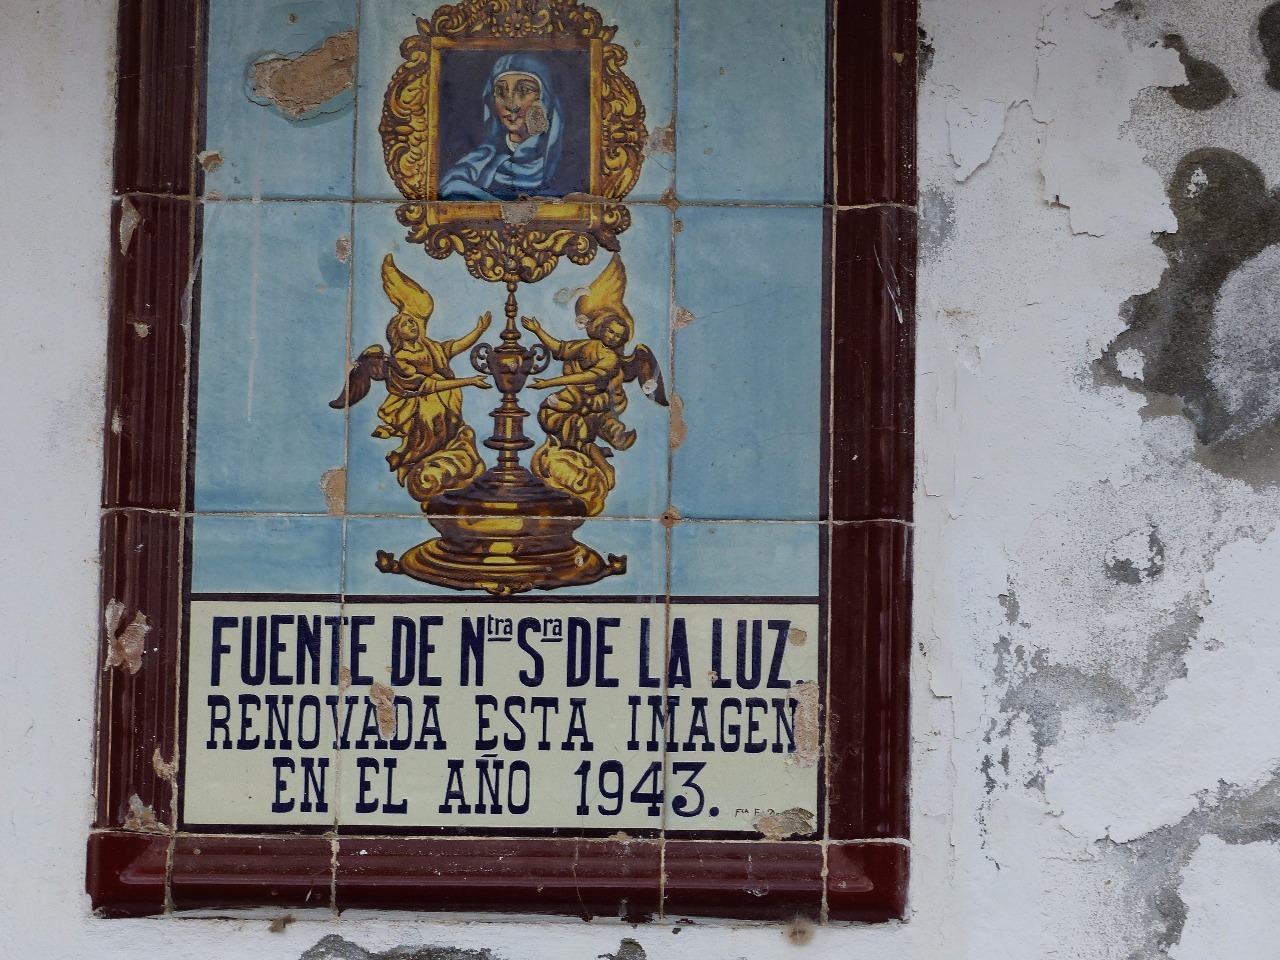 FUENTE DE Ntra Sra DE LA LUZ.
RENOVADA ESTA IMAGEN
EN EL AÑO 1943.